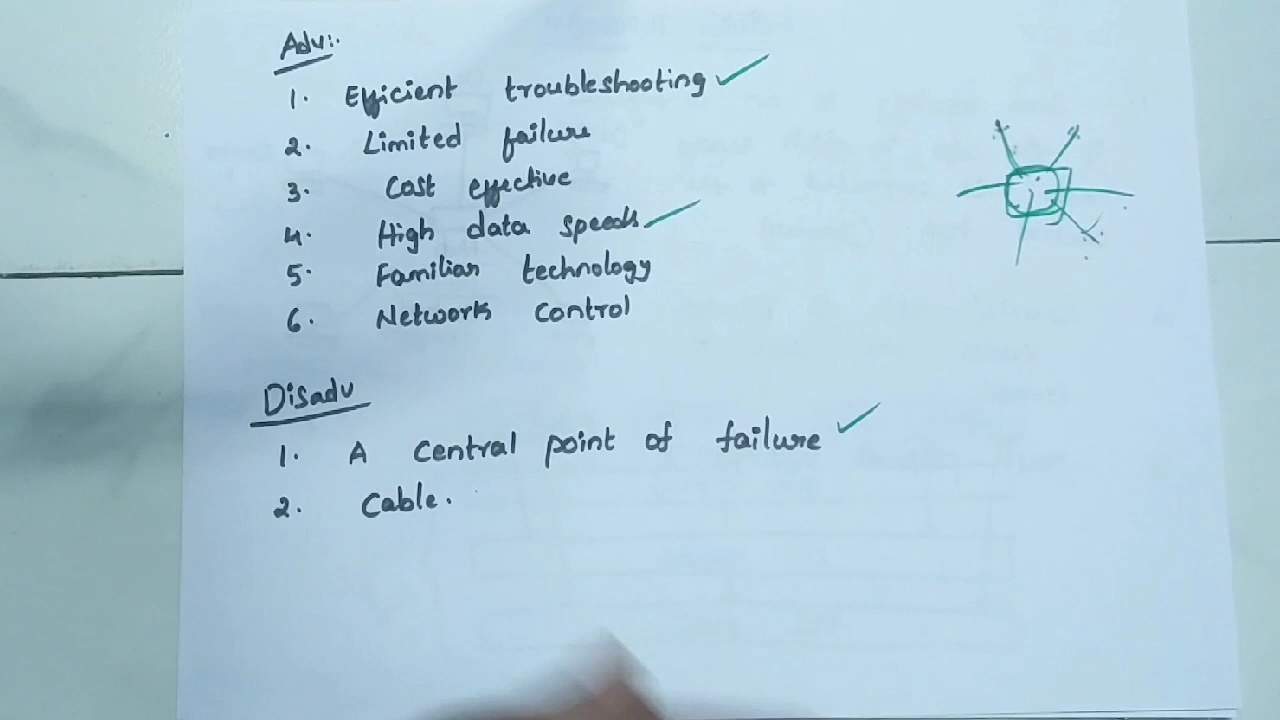 Adv:-
1. Efficient troubleshooting
2. Limited failure
3. Cost effective
4. High data speeds
5. Familiar technology
6. Network control
Disadv
1. A central point of failure
2. Cable.